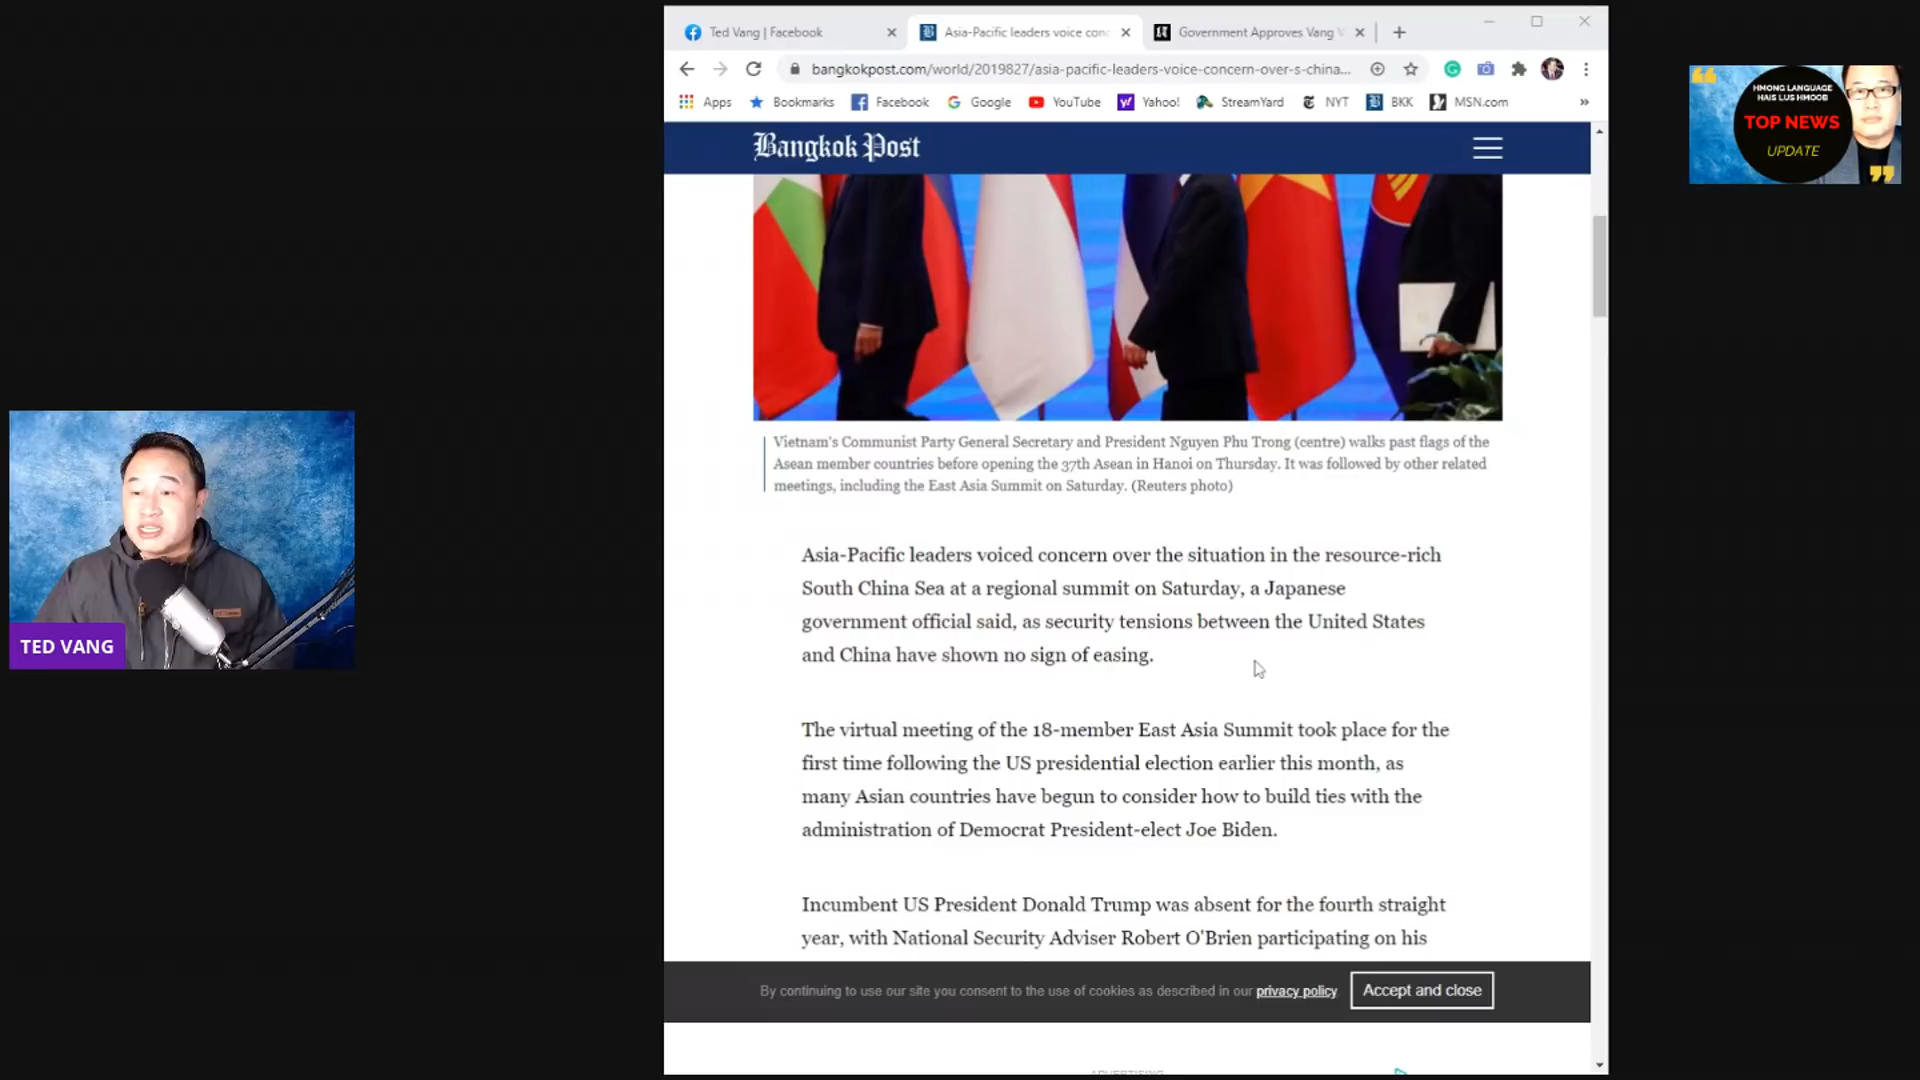 Ted Vang | Facebook
Asia-Pacific leaders voice conc
Government Approves Vang
bangkokpost.com/world/2019827/asia-pacific-leaders-voice-concern-over-s-china...
Apps
Bookmarks
Facebook
Google
YouTube
Yahoo!
StreamYard
NYT
BKK
MSN.com
»
Bangkok Post
Vietnam's Communist Party General Secretary and President Nguyen Phu Trong (centre) walks past flags of the
Asean member countries before opening the 37th Asean in Hanoi on Thursday. It was followed by other related
meetings, including the East Asia Summit on Saturday. (Reuters photo)
Asia-Pacific leaders voiced concern over the situation in the resource-rich
South China Sea at a regional summit on Saturday, a Japanese
government official said, as security tensions between the United States
and China have shown no sign of easing.
The virtual meeting of the 18-member East Asia Summit took place for the
first time following the US presidential election earlier this month, as
many Asian countries have begun to consider how to build ties with the
administration of Democrat President-elect Joe Biden.
Incumbent US President Donald Trump was absent for the fourth straight
year, with National Security Adviser Robert O'Brien participating on his
By continuing to use our site you consent to the use of cookies as described in our privacy policy
Accept and close
ADVERTISING
TED VANG
HMONG LANGUAGE
HAIS LUS HMOOB
TOP NEWS
UPDATE